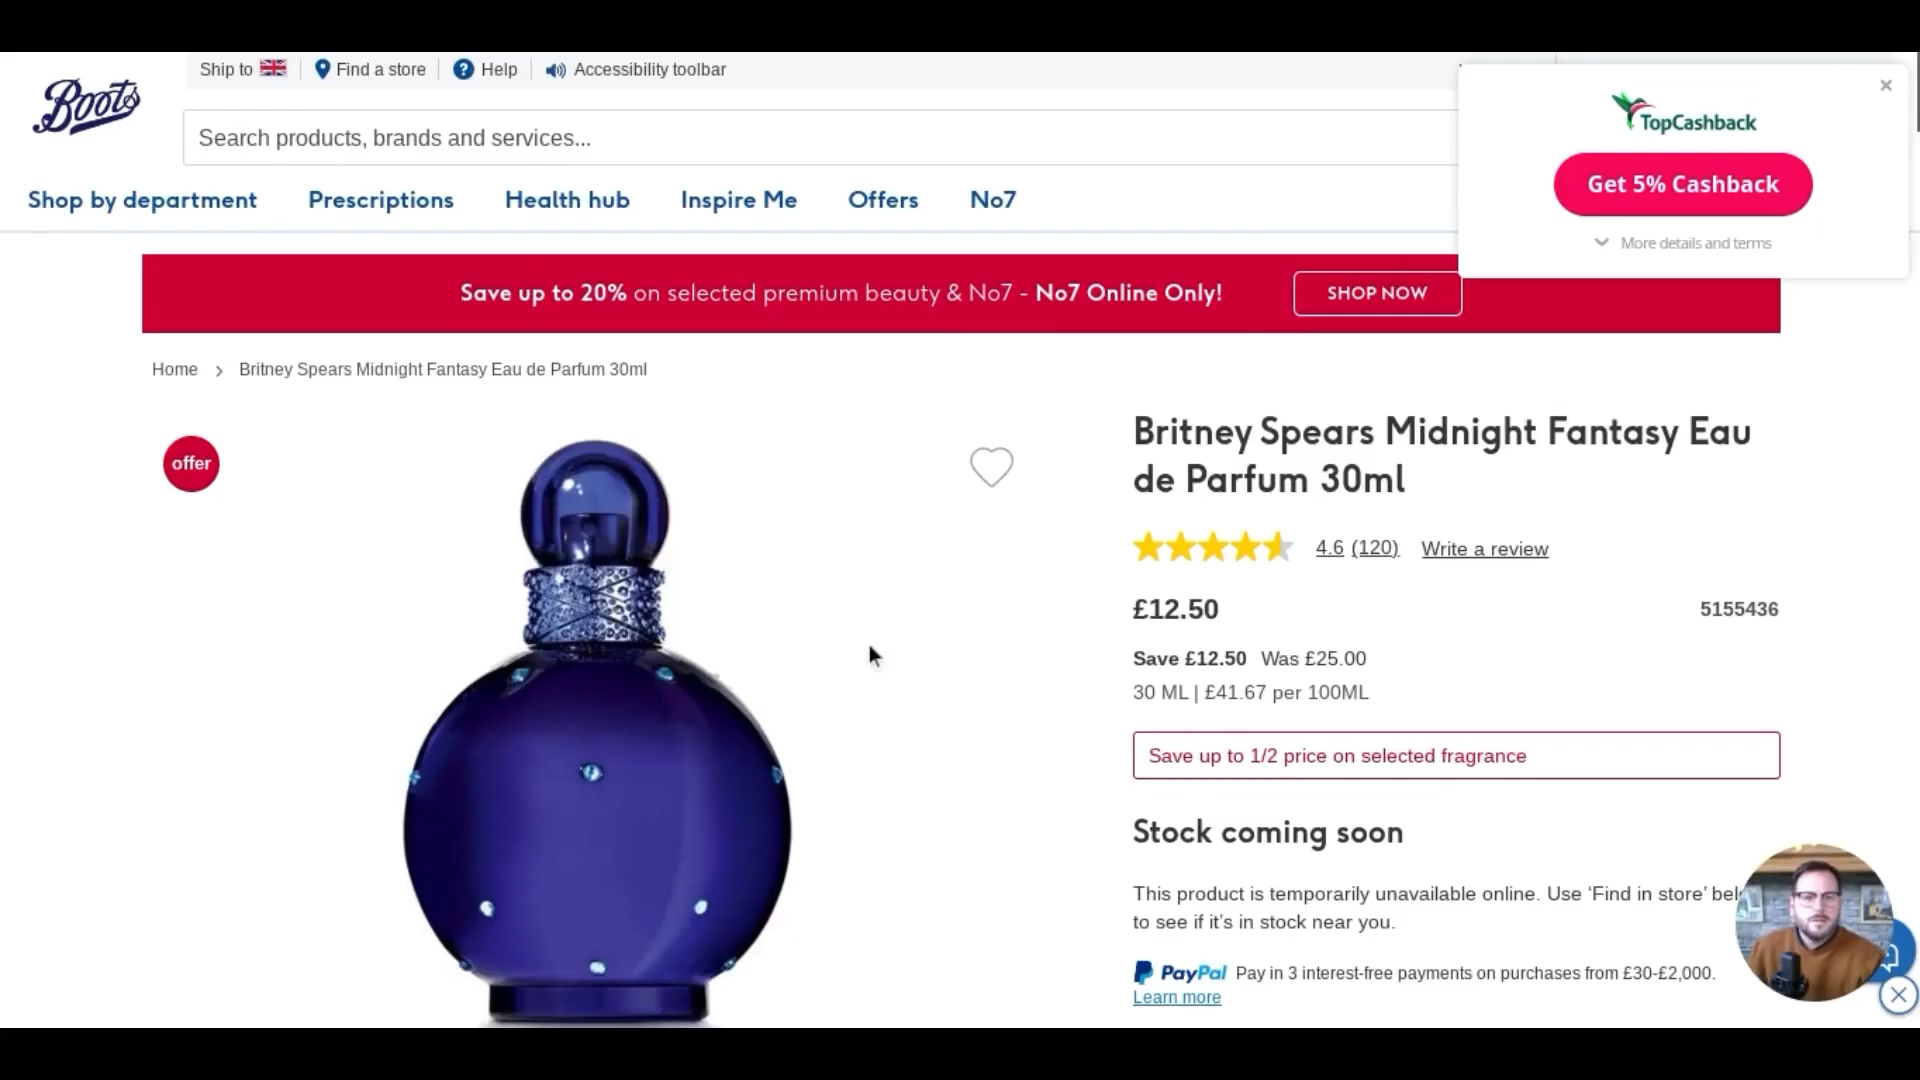 Boots
Ship to
Find a store
Help
Accessibility toolbar
Search products, brands and services...
Shop by department
Prescriptions
Health hub
Inspire Me
Offers
No7
TopCashback
Get 5% Cashback
More details and terms
Save up to 20% on selected premium beauty & No7 - No7 Online Only!
SHOP NOW
Home
Britney Spears Midnight Fantasy Eau de Parfum 30ml
offer
Britney Spears Midnight Fantasy Eau
de Parfum 30ml
4.6 (120)
Write a review
£12.50
5155436
Save £12.50 Was £25.00
30 ML | £41.67 per 100ML
Save up to 1/2 price on selected fragrance
Stock coming soon
This product is temporarily unavailable online. Use ‘Find in store’
to see if it’s in stock near you.
PayPal Pay in 3 interest-free payments on purchases from £30-£2,000.
Learn more